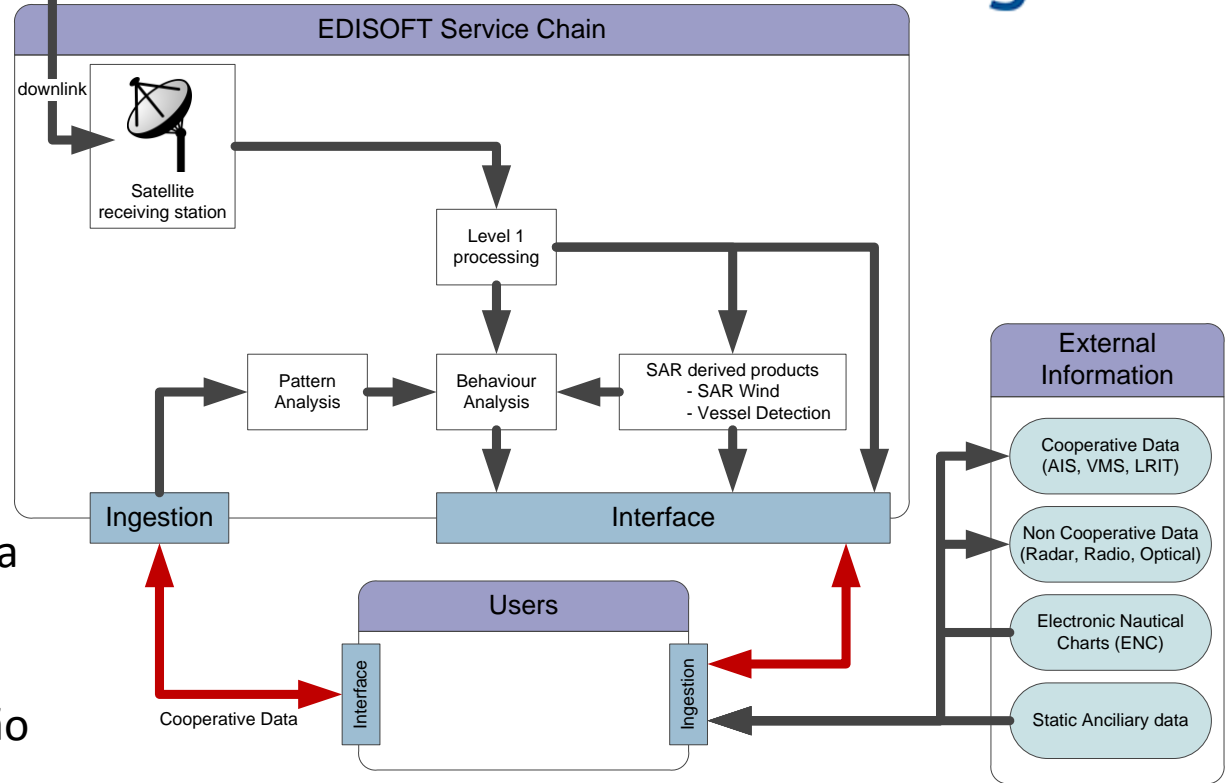 EDISOFT Service Chain
downlink
Satellite
receiving station
Level 1
processing
Pattern
Analysis
Behaviour
Analysis
SAR derived products
- SAR Wind
- Vessel Detection
Ingestion
Interface
a
io
Users
Interface
Ingestion
Cooperative Data
External
Information
Cooperative Data
(AIS, VMS, LRIT)
Non Cooperative Data
(Radar, Radio, Optical)
Electronic Nautical
Charts (ENC)
Static Anciliary data